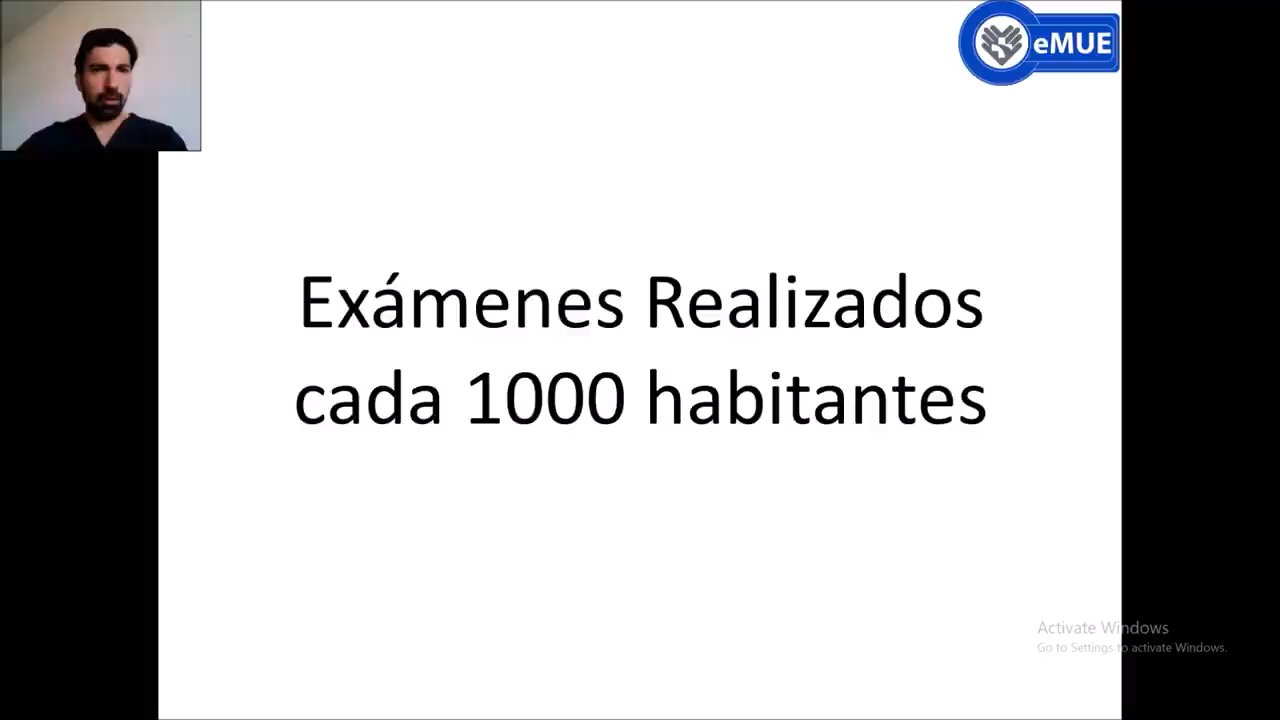 eMUE
Exámenes Realizados
cada 1000 habitantes
Activate Windows
Go to Settings to activate Windows.